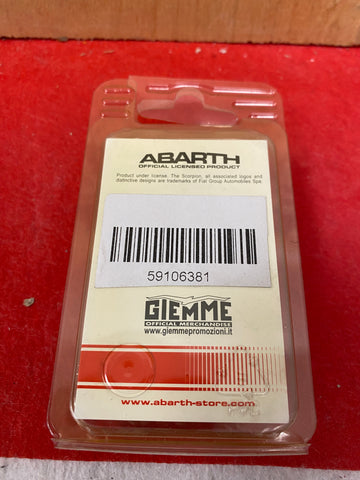 ABARTH
OFFICIAL LICENSED PRODUCT
Product under license. The Scorpion, all associated logos and
distinctive designs are trademarks of Fiat Group Automobiles Spa.
59106381
GIEMME
OFFICIAL MERCHANDISE
www.giemmepromozioni.it
www.abarth-store.com